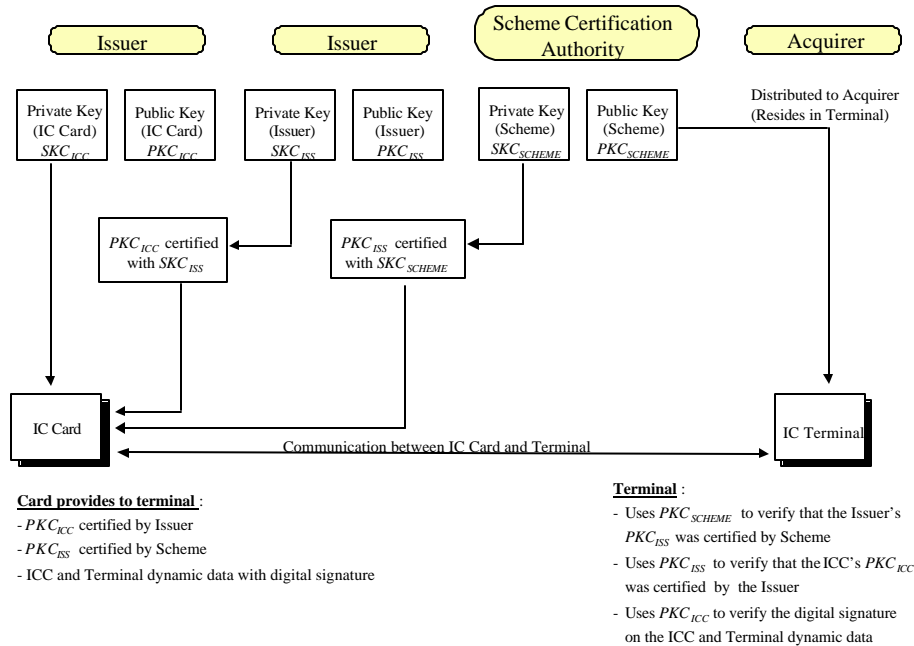 Issuer
Issuer
Scheme Certification
Authority
Acquirer
Private Key
(IC Card)
SKC_ICC
Public Key
(IC Card)
PKC_ICC
Private Key
(Issuer)
SKC_ISS
Public Key
(Issuer)
PKC_ISS
Private Key
(Scheme)
SKC_SCHEME
Public Key
(Scheme)
PKC_SCHEME
Distributed to Acquirer
(Resides in Terminal)
PKC_ICC certified
with SKC_ISS
PKC_ISS certified
with SKC_SCHEME
IC Card
Communication between IC Card and Terminal
IC Terminal
Card provides to terminal :
- PKC_ICC certified by Issuer
- PKC_ISS certified by Scheme
- ICC and Terminal dynamic data with digital signature
Terminal :
- Uses PKC_SCHEME to verify that the Issuer's
PKC_ISS was certified by Scheme
- Uses PKC_ISS to verify that the ICC's PKC_ICC
was certified by the Issuer
- Uses PKC_ICC to verify the digital signature
on the ICC and Terminal dynamic data